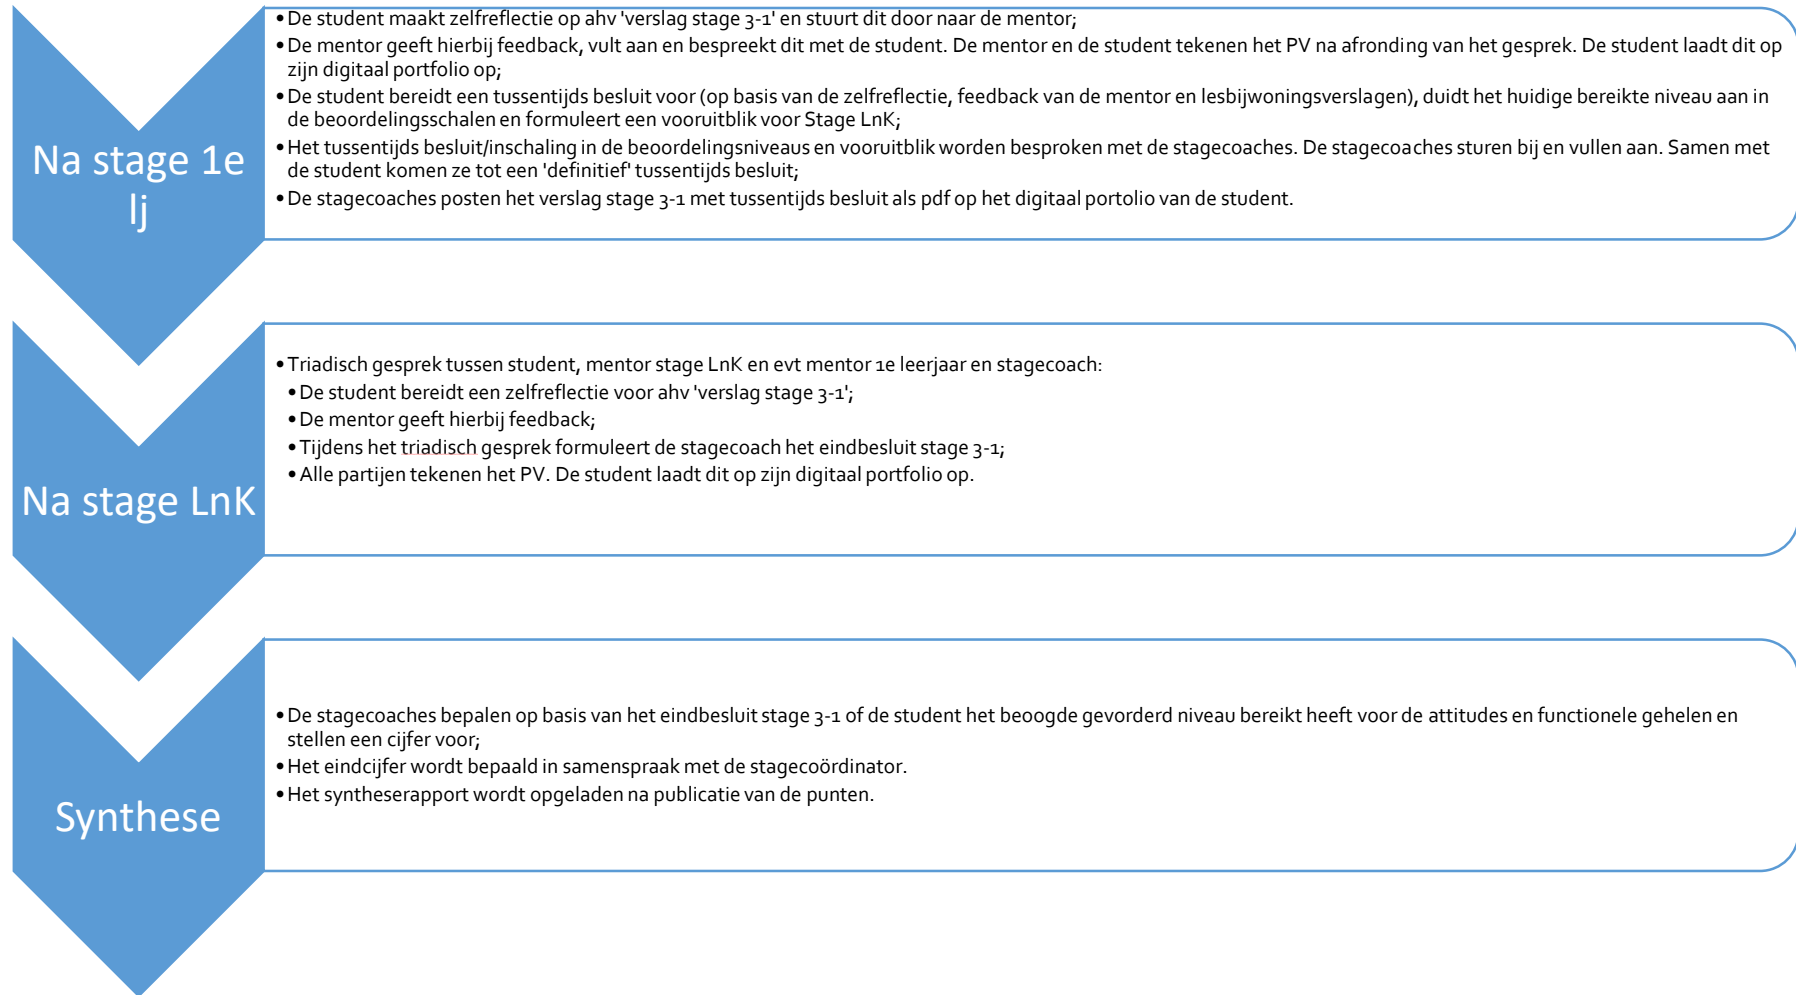 Na stage 1e
lj
•De student maakt zelfreflectie op ahv 'verslag stage 3-1' en stuurt dit door naar de mentor;
•De mentor geeft hierbij feedback, vult aan en bespreekt dit met de student. De mentor en de student tekenen het PV na afronding van het gesprek. De student laadt dit op
zijn digitaal portfolio op;
•De student bereidt een tussentijds besluit voor (op basis van de zelfreflectie, feedback van de mentor en lesbijwoningsverslagen), duidt het huidige bereikte niveau aan in
de beoordelingsschalen en formuleert een vooruitblik voor Stage LnK;
•Het tussentijds besluit/inschaling in de beoordelingsniveaus en vooruitblik worden besproken met de stagecoaches. De stagecoaches sturen bij en vullen aan. Samen met
de student komen ze tot een 'definitief' tussentijds besluit;
•De stagecoaches posten het verslag stage 3-1 met tussentijds besluit als pdf op het digitaal portolio van de student.
Na stage LnK
•Triadisch gesprek tussen student, mentor stage LnK en evt mentor 1e leerjaar en stagecoach:
•De student bereidt een zelfreflectie voor ahv 'verslag stage 3-1';
•De mentor geeft hierbij feedback;
•Tijdens het triadisch gesprek formuleert de stagecoach het eindbesluit stage 3-1;
•Alle partijen tekenen het PV. De student laadt dit op zijn digitaal portfolio op.
Synthese
•De stagecoaches bepalen op basis van het eindbesluit stage 3-1 of de student het beoogde gevorderd niveau bereikt heeft voor de attitudes en functionele gehelen en
stellen een cijfer voor;
•Het eindcijfer wordt bepaald in samenspraak met de stagecoördinator.
•Het syntheserapport wordt opgeladen na publicatie van de punten.